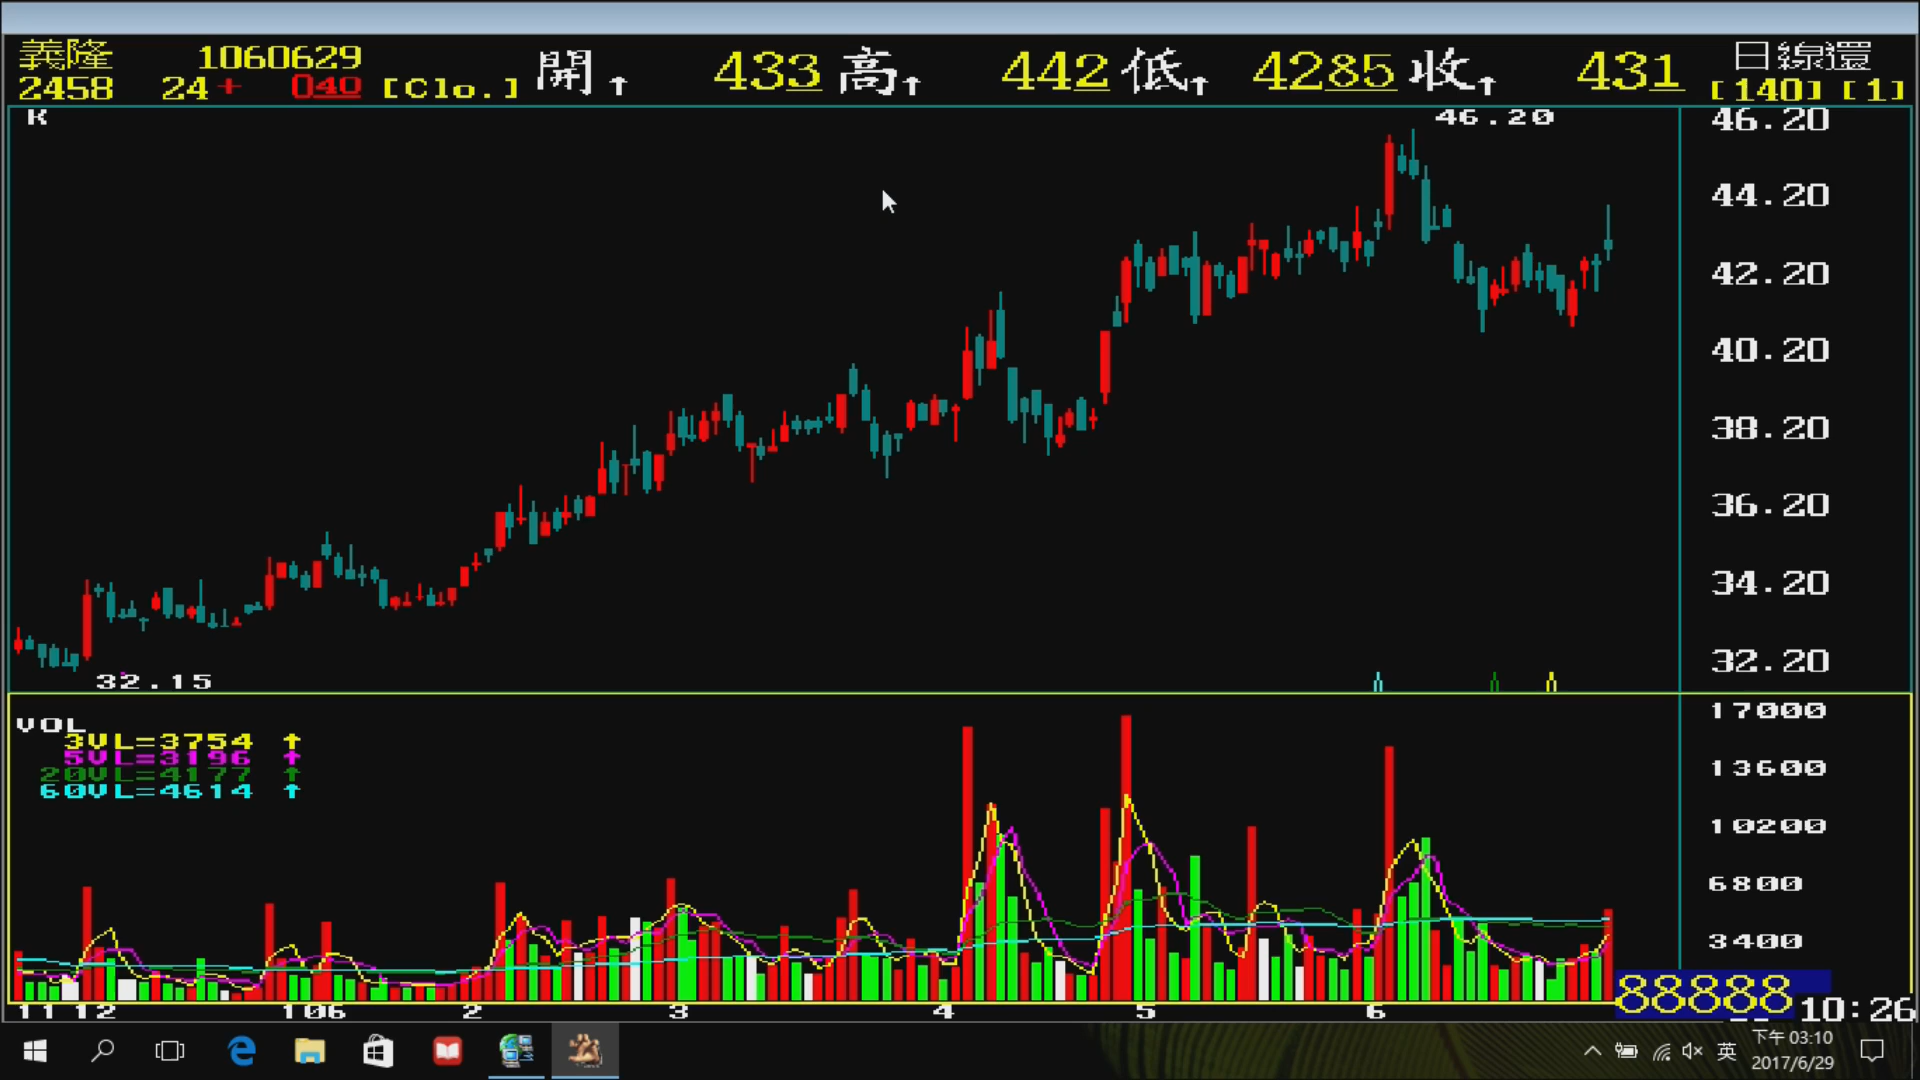 義隆 1060629 開↑ 433 高↑ 442 低↑ 4285 收↑ 431 日線還
2458 24+ 040 [Clo.] [140] [1]
K 46.20 46.20
44.20
42.20
40.20
38.20
36.20
34.20
32.20
32.15
VOL 17000
3VL=3754 ↑
5VL=3196 ↑
20VL=4177 ↑
60VL=4614 ↑
13600
10200
6800
3400
88888
11 12 106 2 3 4 5 6 10:26
英 下午 03:10
2017/6/29